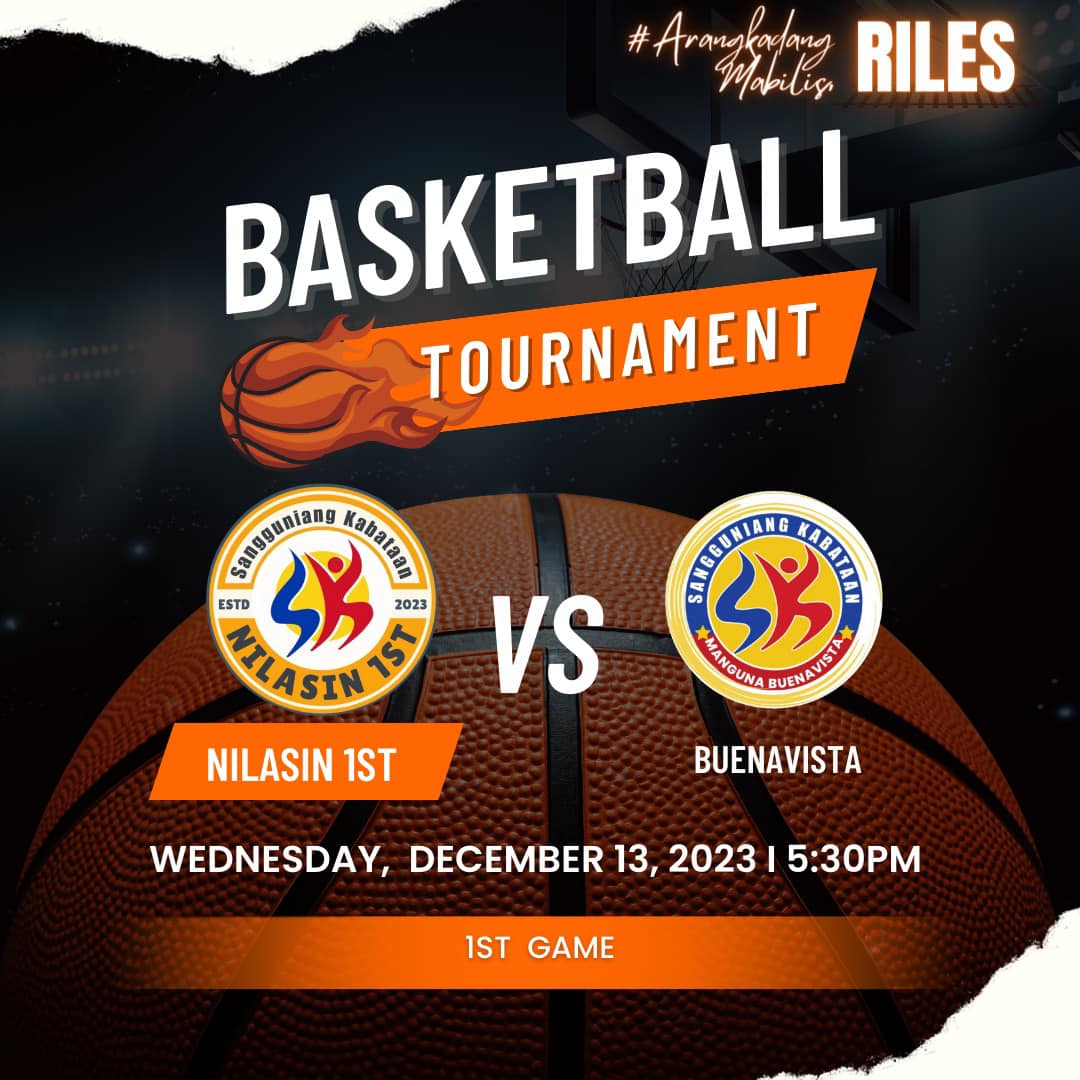 #Arangkadang
Mabilis,
RILES
BASKETBALL
TOURNAMENT
Sangguniang Kabataan
ESTD 2023
NILASIN 1ST
VS
SANGGUNIANG KABATAAN
MANGUNA BUENAVISTA
NILASIN 1ST
BUENAVISTA
WEDNESDAY, DECEMBER 13, 2023 I 5:30PM
1ST GAME